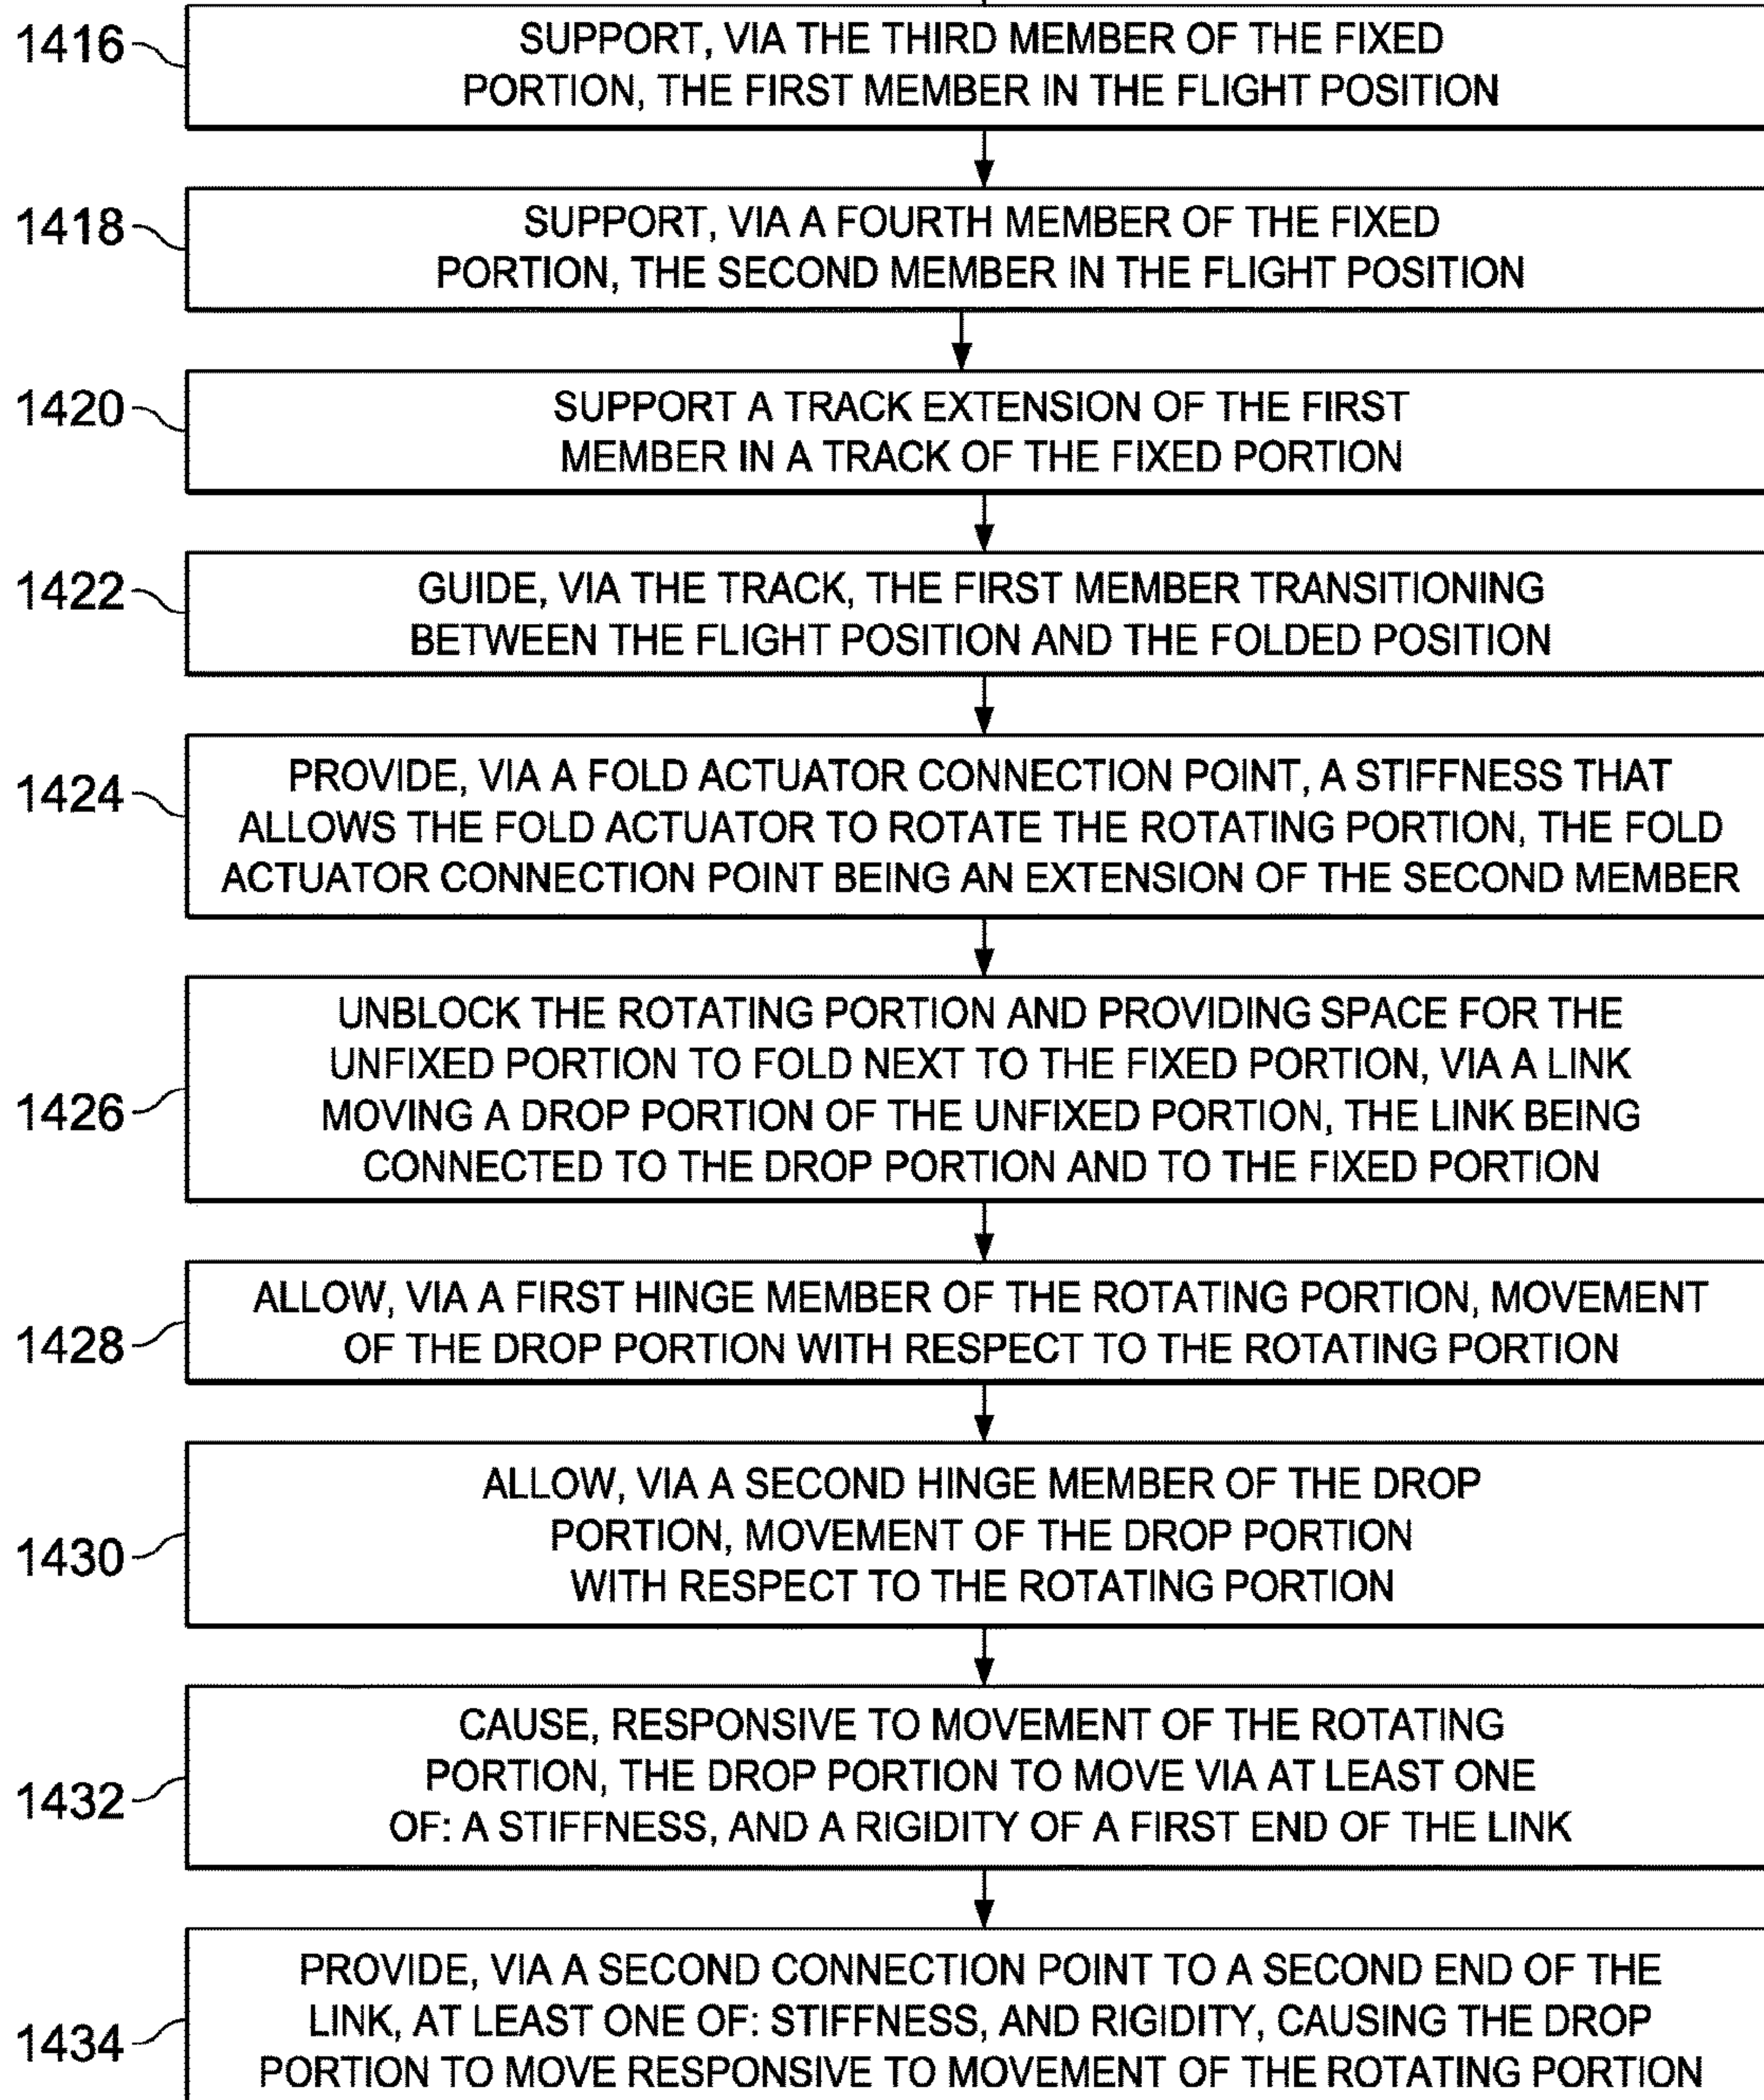 1416
SUPPORT, VIA THE THIRD MEMBER OF THE FIXED
PORTION, THE FIRST MEMBER IN THE FLIGHT POSITION
1418
SUPPORT, VIA A FOURTH MEMBER OF THE FIXED
PORTION, THE SECOND MEMBER IN THE FLIGHT POSITION
1420
SUPPORT A TRACK EXTENSION OF THE FIRST
MEMBER IN A TRACK OF THE FIXED PORTION
1422
GUIDE, VIA THE TRACK, THE FIRST MEMBER TRANSITIONING
BETWEEN THE FLIGHT POSITION AND THE FOLDED POSITION
1424
PROVIDE, VIA A FOLD ACTUATOR CONNECTION POINT, A STIFFNESS THAT
ALLOWS THE FOLD ACTUATOR TO ROTATE THE ROTATING PORTION, THE FOLD
ACTUATOR CONNECTION POINT BEING AN EXTENSION OF THE SECOND MEMBER
1426
UNBLOCK THE ROTATING PORTION AND PROVIDING SPACE FOR THE
UNFIXED PORTION TO FOLD NEXT TO THE FIXED PORTION, VIA A LINK
MOVING A DROP PORTION OF THE UNFIXED PORTION, THE LINK BEING
CONNECTED TO THE DROP PORTION AND TO THE FIXED PORTION
1428
ALLOW, VIA A FIRST HINGE MEMBER OF THE ROTATING PORTION, MOVEMENT
OF THE DROP PORTION WITH RESPECT TO THE ROTATING PORTION
1430
ALLOW, VIA A SECOND HINGE MEMBER OF THE DROP
PORTION, MOVEMENT OF THE DROP PORTION
WITH RESPECT TO THE ROTATING PORTION
1432
CAUSE, RESPONSIVE TO MOVEMENT OF THE ROTATING
PORTION, THE DROP PORTION TO MOVE VIA AT LEAST ONE
OF: A STIFFNESS, AND A RIGIDITY OF A FIRST END OF THE LINK
1434
PROVIDE, VIA A SECOND CONNECTION POINT TO A SECOND END OF THE
LINK, AT LEAST ONE OF: STIFFNESS, AND RIGIDITY, CAUSING THE DROP
PORTION TO MOVE RESPONSIVE TO MOVEMENT OF THE ROTATING PORTION